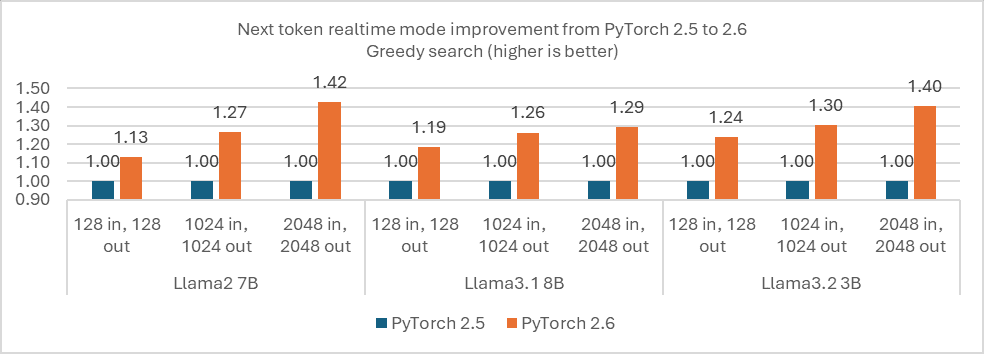 Next token realtime mode improvement from PyTorch 2.5 to 2.6
Greedy search (higher is better)
1.50
1.40
1.30
1.20
1.10
1.00
0.90
1.00
1.13
1.00
1.27
1.00
1.42
1.00
1.19
1.00
1.26
1.00
1.29
1.00
1.24
1.00
1.30
1.00
1.40
128 in, 128
out
1024 in,
1024 out
2048 in,
2048 out
128 in, 128
out
1024 in,
1024 out
2048 in,
2048 out
128 in, 128
out
1024 in,
1024 out
2048 in,
2048 out
Llama2 7B
Llama3.1 8B
Llama3.2 3B
PyTorch 2.5
PyTorch 2.6